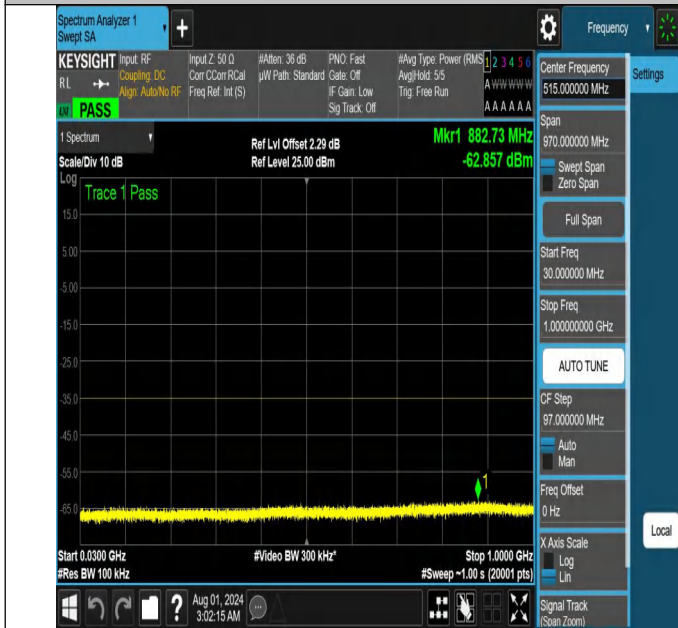 Spectrum Analyzer 1
Swept SA
+
Frequency
KEYSIGHT
RL
PASS
Input: RF
Coupling: DC
Align: Auto/No RF
Input Z: 50 Ω
Corr CCorr RCal
Freq Ref: Int (S)
#Atten: 36 dB
µW Path: Standard
PNO: Fast
Gate: Off
IF Gain: Low
Sig Track: Off
#Avg Type: Power (RMS
Avg|Hold: 5/5
Trig: Free Run
1 2 3 4 5 6
A W W W W W
A A A A A A
1 Spectrum
Scale/Div 10 dB
Log
Ref Lvl Offset 2.29 dB
Ref Level 25.00 dBm
Mkr1 882.73 MHz
-62.857 dBm
Trace 1 Pass
15.0
5.00
-5.00
-15.0
-25.0
-35.0
-45.0
-55.0
-65.0
1
Start 0.0300 GHz
#Res BW 100 kHz
#Video BW 300 kHz*
Stop 1.0000 GHz
#Sweep ~1.00 s (20001 pts)
Aug 01, 2024
3:02:15 AM
?
Center Frequency
515.000000 MHz
Settings
Span
970.000000 MHz
Swept Span
Zero Span
Full Span
Start Freq
30.000000 MHz
Stop Freq
1.000000000 GHz
AUTO TUNE
CF Step
97.000000 MHz
Auto
Man
Freq Offset
0 Hz
Local
X Axis Scale
Log
Lin
Signal Track
(Span Zoom)